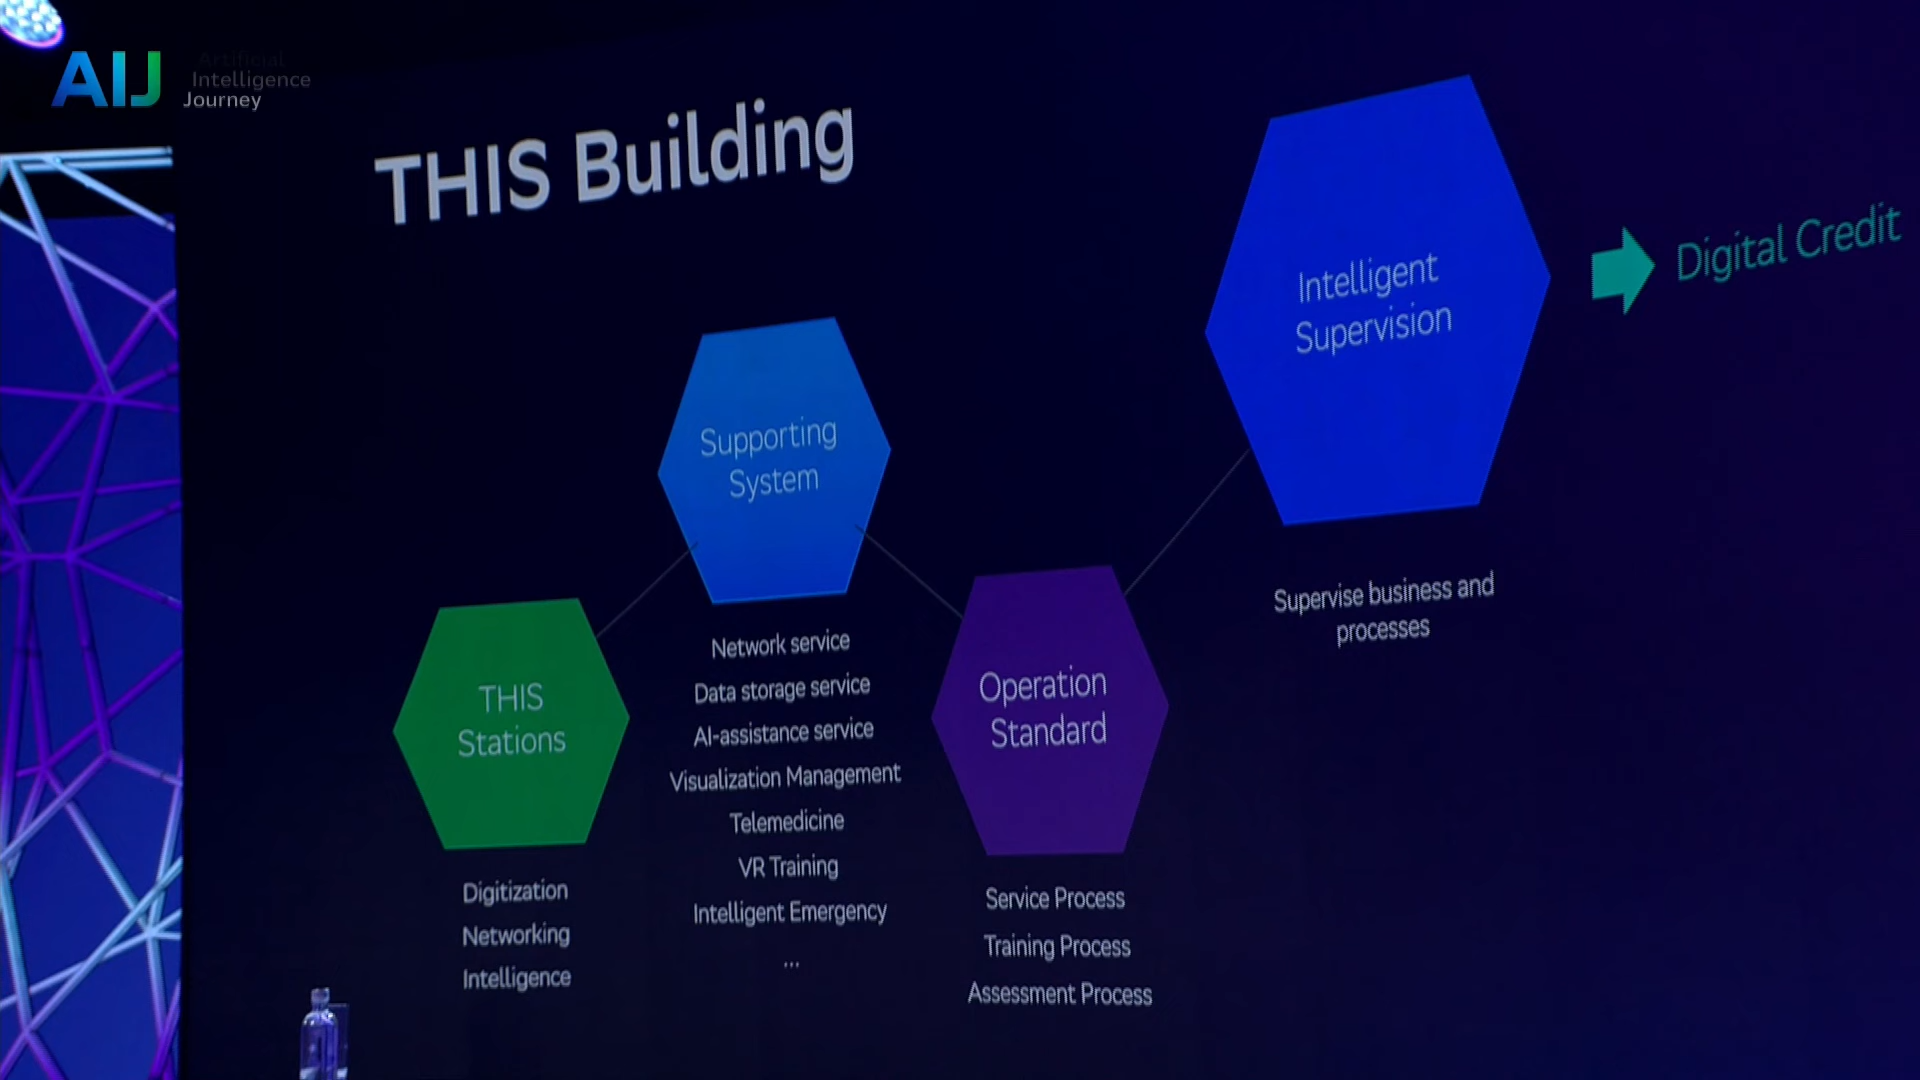 AIJ
Artificial
Intelligence
Journey
THIS Building
Intelligent
Supervision
Digital Credit
Supervise business and
processes
Supporting
System
Network service
Data storage service
AI-assistance service
Visualization Management
Telemedicine
VR Training
Intelligent Emergency
...
THIS
Stations
Digitization
Networking
Intelligence
Operation
Standard
Service Process
Training Process
Assessment Process